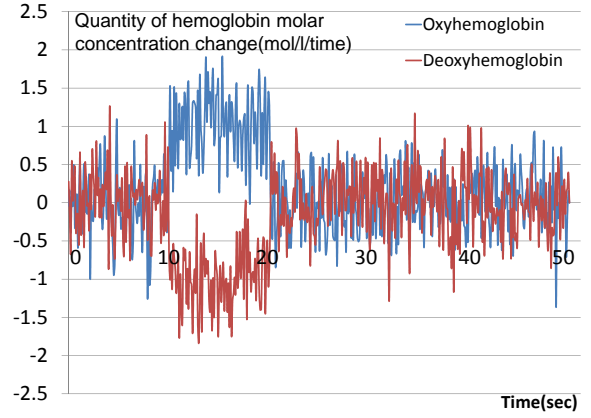 Quantity of hemoglobin molar
concentration change(mol/l/time)
Oxyhemoglobin
Deoxyhemoglobin
2.5
2
1.5
1
0.5
0
-0.5
-1
-1.5
-2
-2.5
0 10 20 30 40 50
Time(sec)